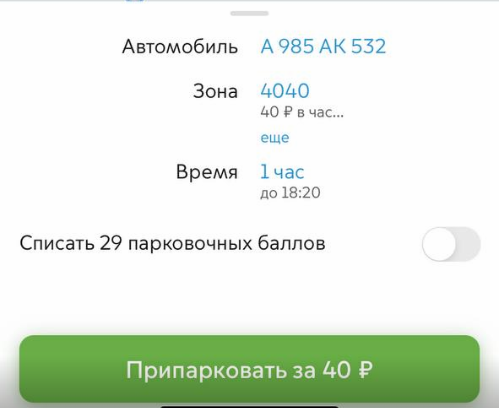 Автомобиль А 985 АК 532
Зона 4040
40 ₽ в час...
еще
Время 1 час
до 18:20
Списать 29 парковочных баллов
Припарковать за 40 ₽